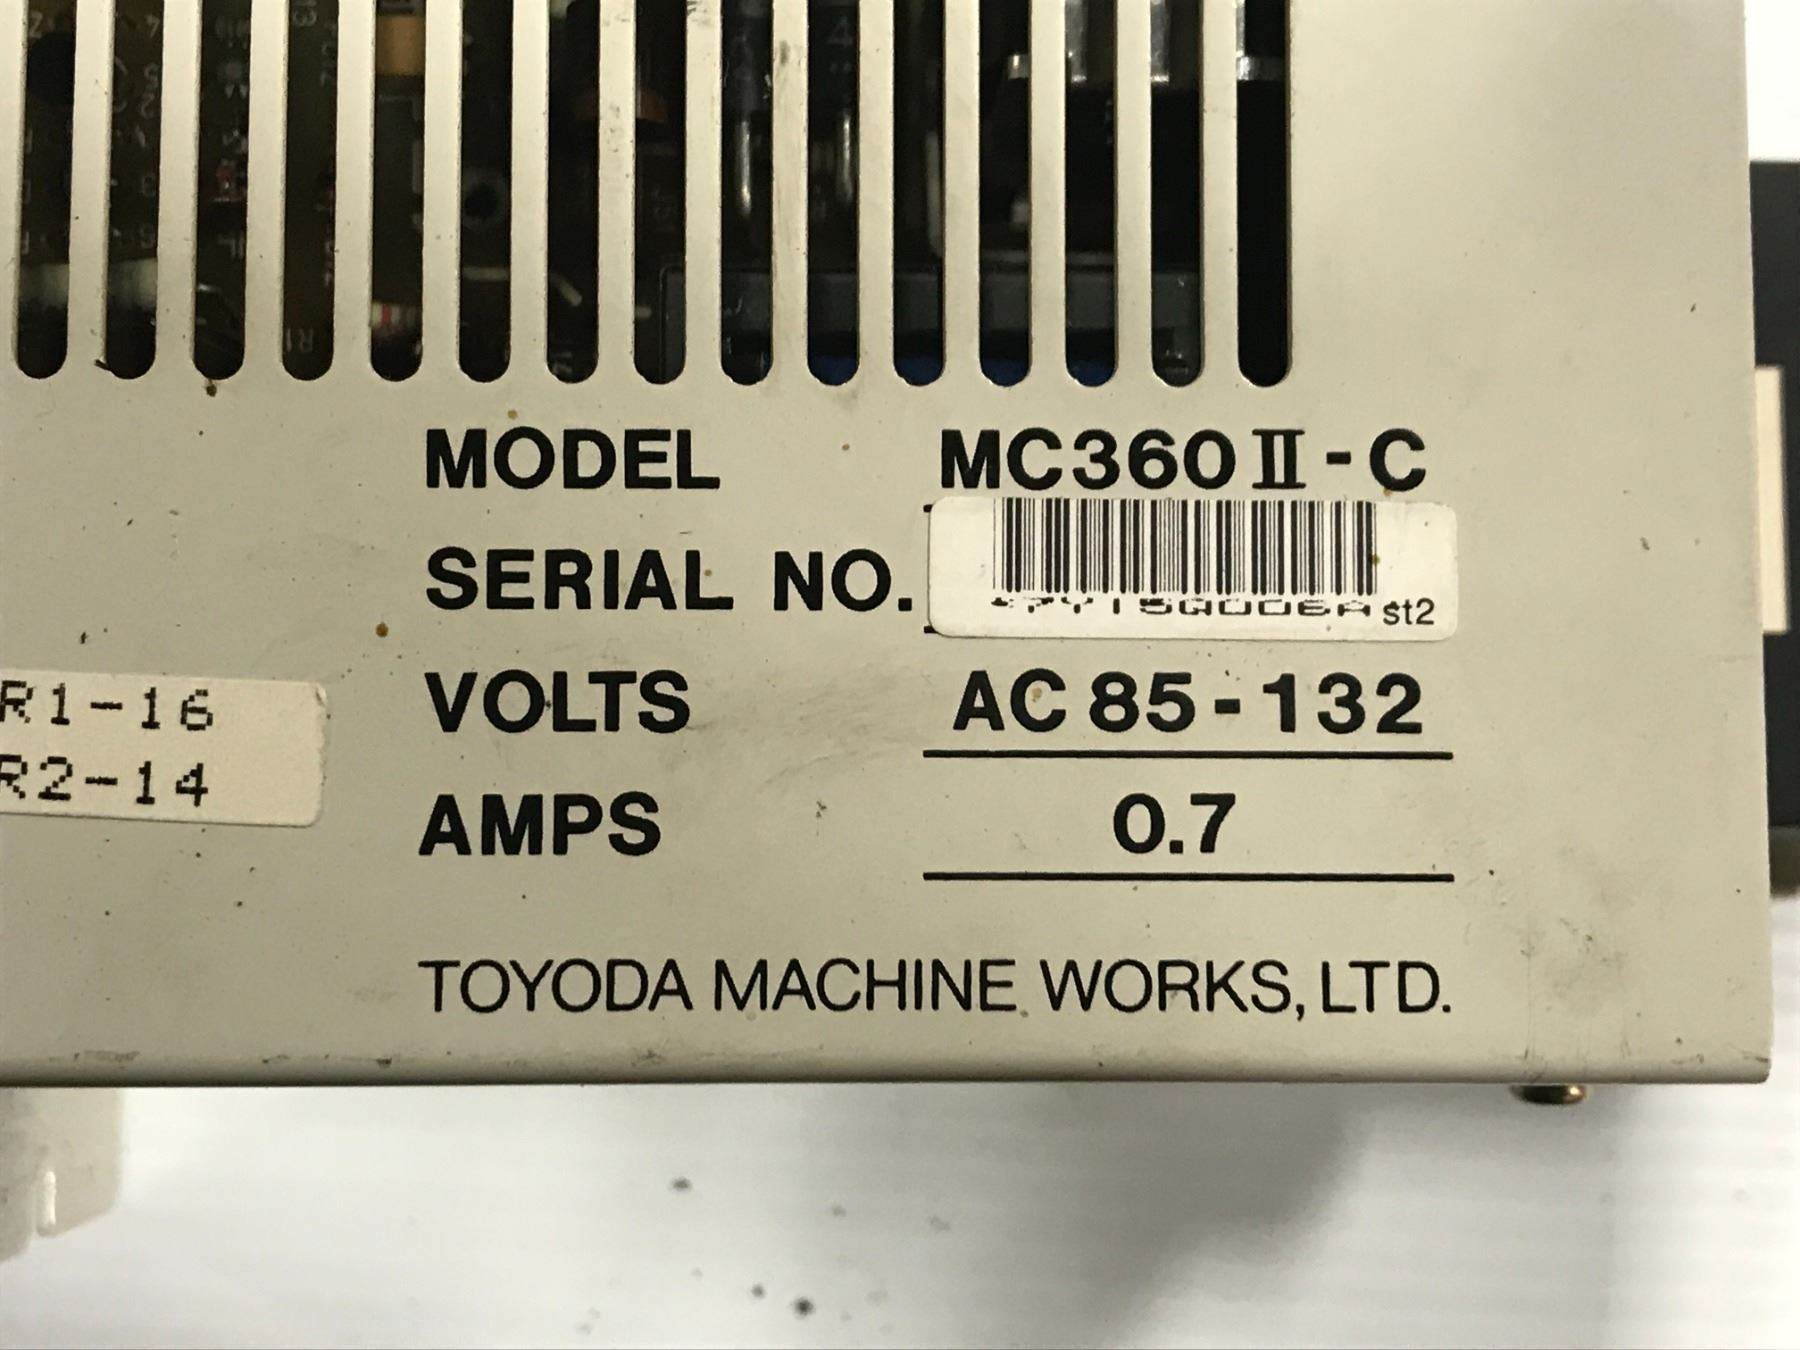 MODEL MC360II-C
SERIAL NO. st2
VOLTS AC 85-132
R1-16
R2-14
AMPS 0.7
TOYODA MACHINE WORKS, LTD.